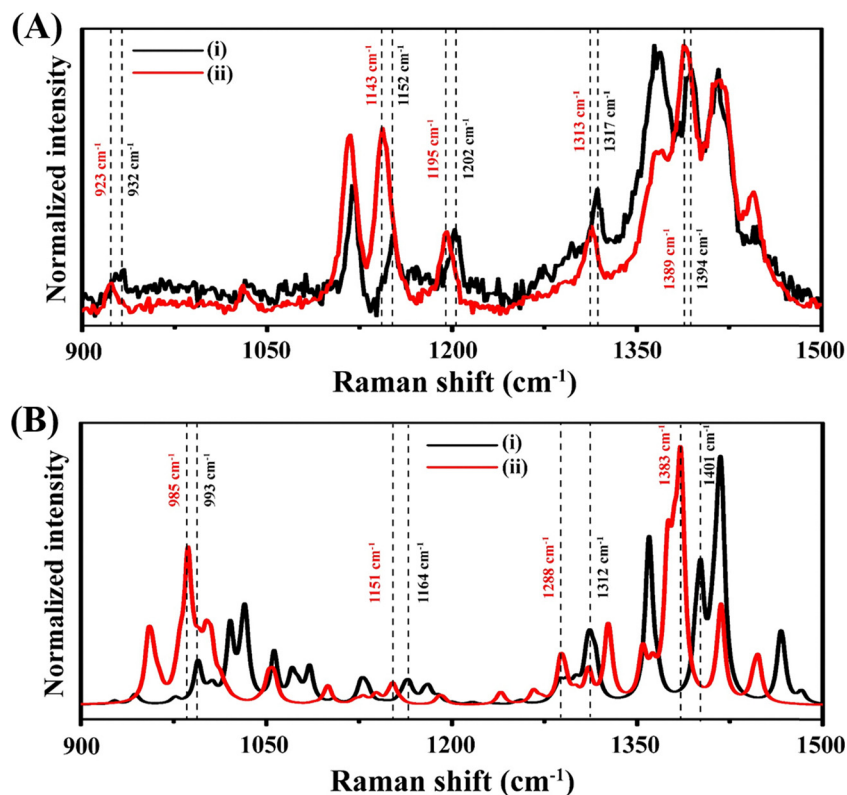 (A)
(i)
(ii)
923 cm-1
932 cm-1
1143 cm-1
1152 cm-1
1195 cm-1
1202 cm-1
1313 cm-1
1317 cm-1
1389 cm-1
1394 cm-1
Normalized intensity
900 1050 1200 1350 1500
Raman shift (cm-1)
(B)
(i)
(ii)
985 cm-1
993 cm-1
1151 cm-1
1164 cm-1
1288 cm-1
1312 cm-1
1383 cm-1
1401 cm-1
Normalized intensity
900 1050 1200 1350 1500
Raman shift (cm-1)